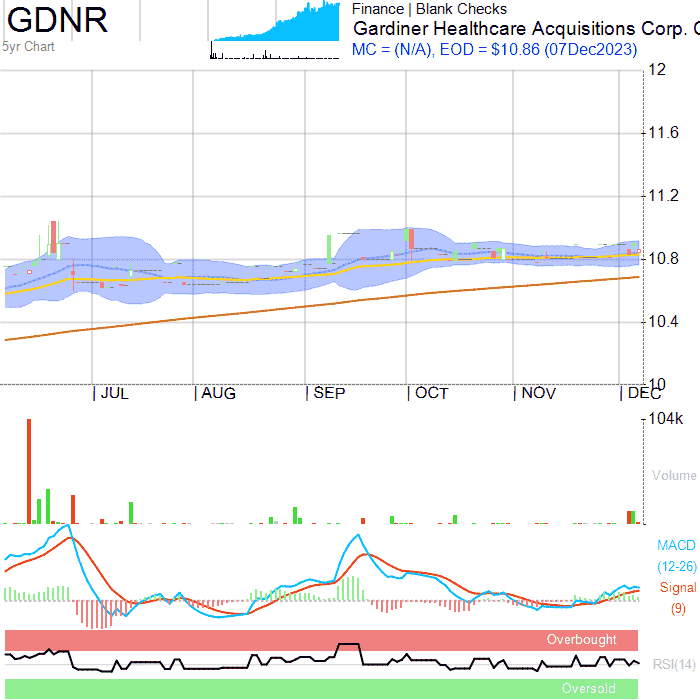 GDNR
5yr Chart
Finance | Blank Checks
Gardiner Healthcare Acquisitions Corp.
MC = (N/A), EOD = $10.86 (07Dec2023)
12
11.6
11.2
10.8
10.4
10
JUL AUG SEP OCT NOV DEC
104k
Volume
MACD
(12-26)
Signal
(9)
Overbought
RSI(14)
Oversold